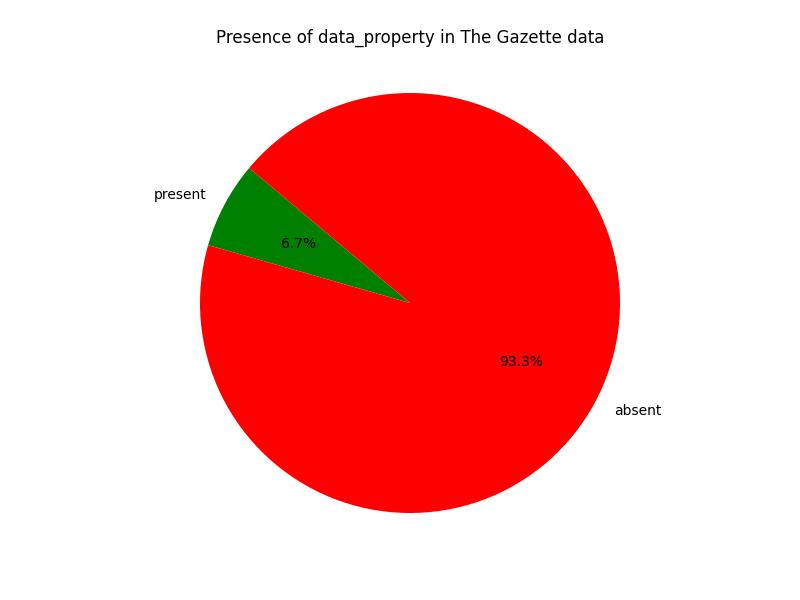 Presence of data_property in The Gazette data
present
6.7%
93.3%
absent